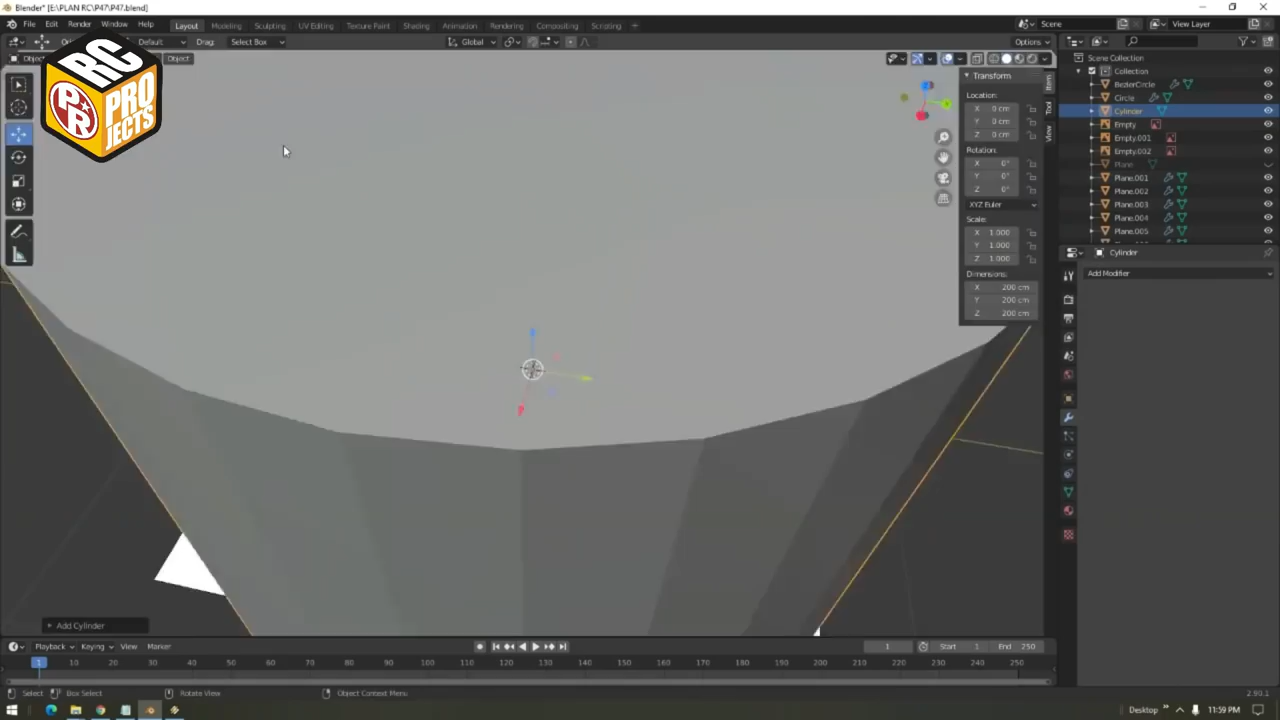 Blender* [E:\PLAN RC\P47\P47.blend]
File Edit Render Window Help Layout Modeling Sculpting UV Editing Texture Paint Shading Animation Compositing Rendering Scripting + Scene View Layer
Default Drag: Select Box Global Options
Object
RC
PR
PROJECTS
Transform
Location:
X 0 cm
Y 0 cm
Z 0 cm
Rotation:
X 0°
Y 0°
Z 0°
XYZ Euler
Scale:
X 1.000
Y 1.000
Z 1.000
Dimensions:
X 200 cm
Y 200 cm
Z 200 cm
Item
Tool
View
Scene Collection
Collection
BezierCircle
Circle
Cylinder
Empty
Empty.001
Empty.002
Plane
Plane.001
Plane.002
Plane.003
Plane.004
Plane.005
Cylinder
Add Modifier
Add Cylinder
Playback Keying View Marker 1 Start 1 End 250
1 10 20 30 40 50 60 70 80 90 100 110 120 130 140 150 160 170 180 190 200 210 220 230 240 250
Select Box Select Rotate View Object Context Menu 2.90.1
Desktop 11:59 PM